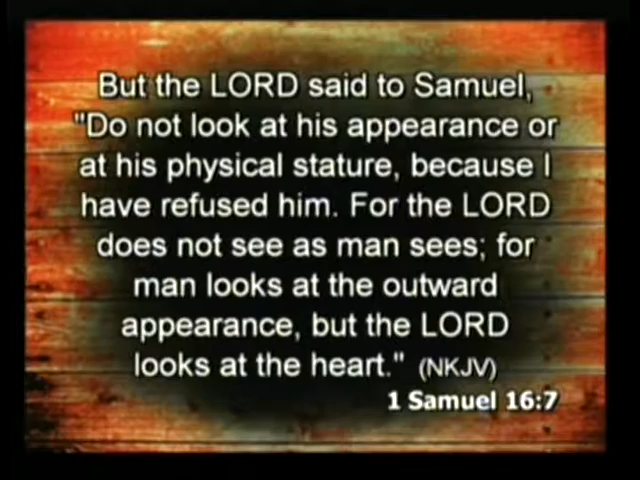 But the LORD said to Samuel,
"Do not look at his appearance or
at his physical stature, because I
have refused him. For the LORD
does not see as man sees; for
man looks at the outward
appearance, but the LORD
looks at the heart." (NKJV)
1 Samuel 16:7